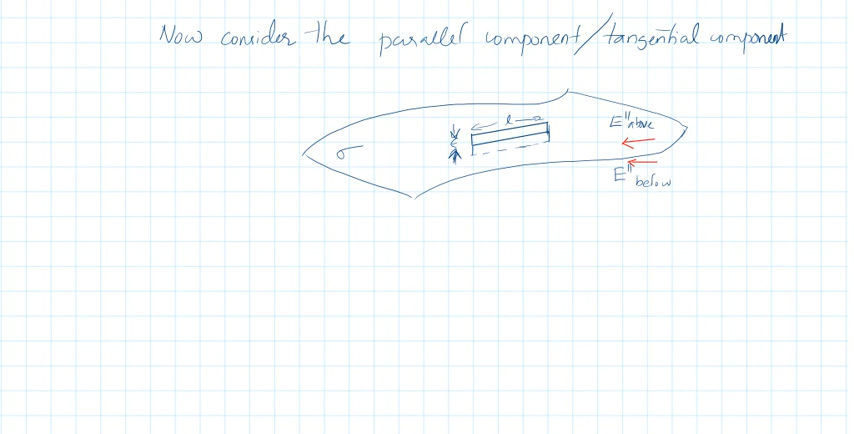 Now consider the parallel component/tangential component
l
E" above
ε
σ
E" below